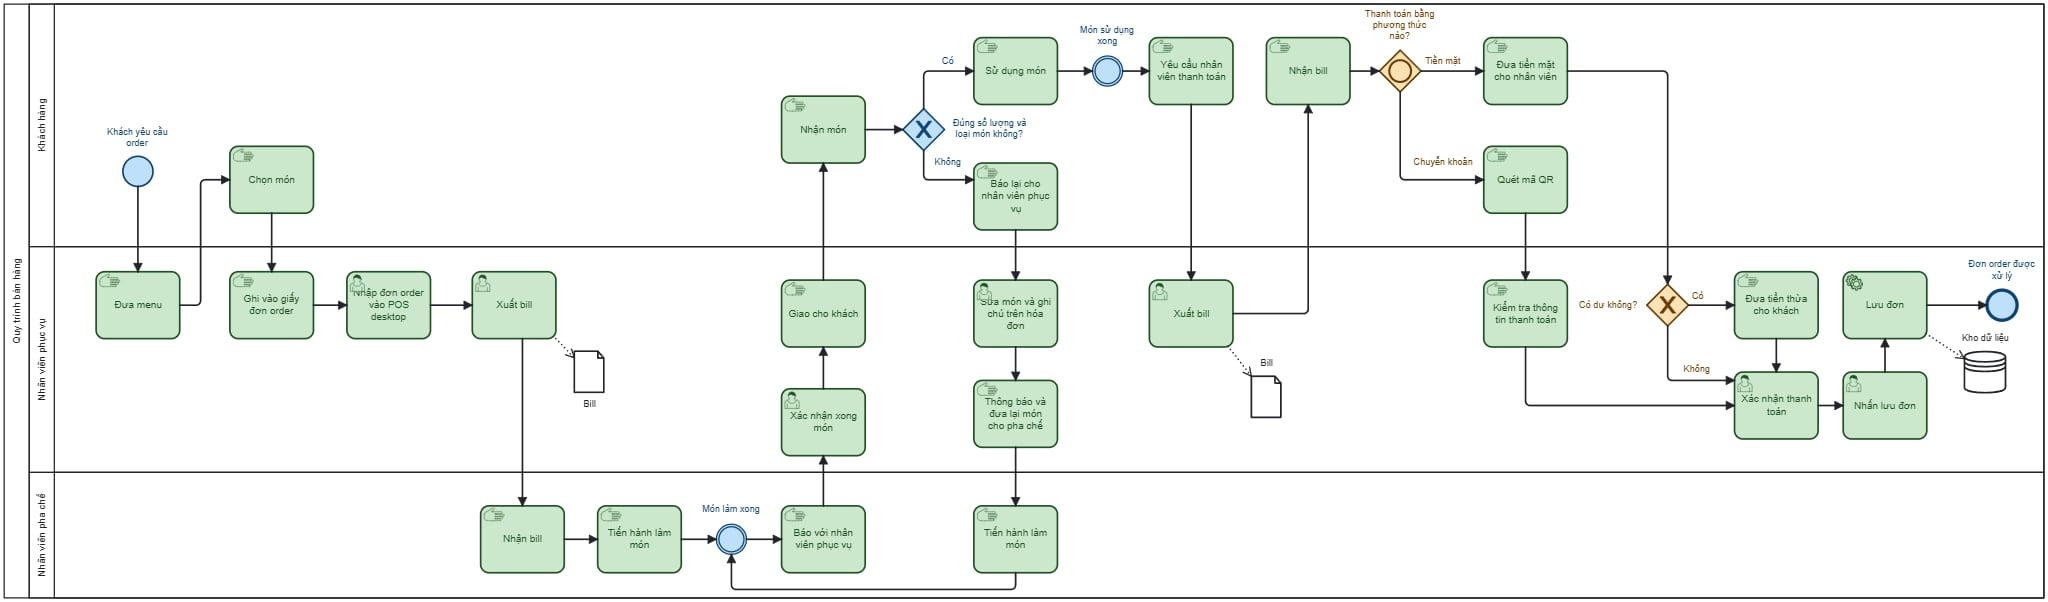 Quy trình bán hàng
Khách hàng
Nhân viên phục vụ
Nhân viên pha chế
Khách yêu cầu
order
Đưa menu
Chọn món
Ghi vào giấy
đơn order
Nhập đơn order
vào POS
desktop
Xuất bill
Bill
Nhận bill
Tiến hành làm
món
Món làm xong
Báo với nhân
viên phục vụ
Xác nhận xong
món
Giao cho khách
Nhận món
Đúng số lượng và
loại món không?
Có
Không
Sử dụng món
Món sử dụng
xong
Báo lại cho
nhân viên phục
vụ
Sửa món và ghi
chú trên hóa
đơn
Thông báo và
đưa lại món
cho pha chế
Tiến hành làm
món
Yêu cầu nhân
viên thanh toán
Xuất bill
Bill
Nhận bill
Thanh toán bằng
phương thức
nào?
Tiền mặt
Chuyển khoản
Đưa tiền mặt
cho nhân viên
Quét mã QR
Kiểm tra thông
tin thanh toán
Có dư không?
Có
Không
Đưa tiền thừa
cho khách
Xác nhận thanh
toán
Nhấn lưu đơn
Lưu đơn
Kho dữ liệu
Đơn order được
xử lý